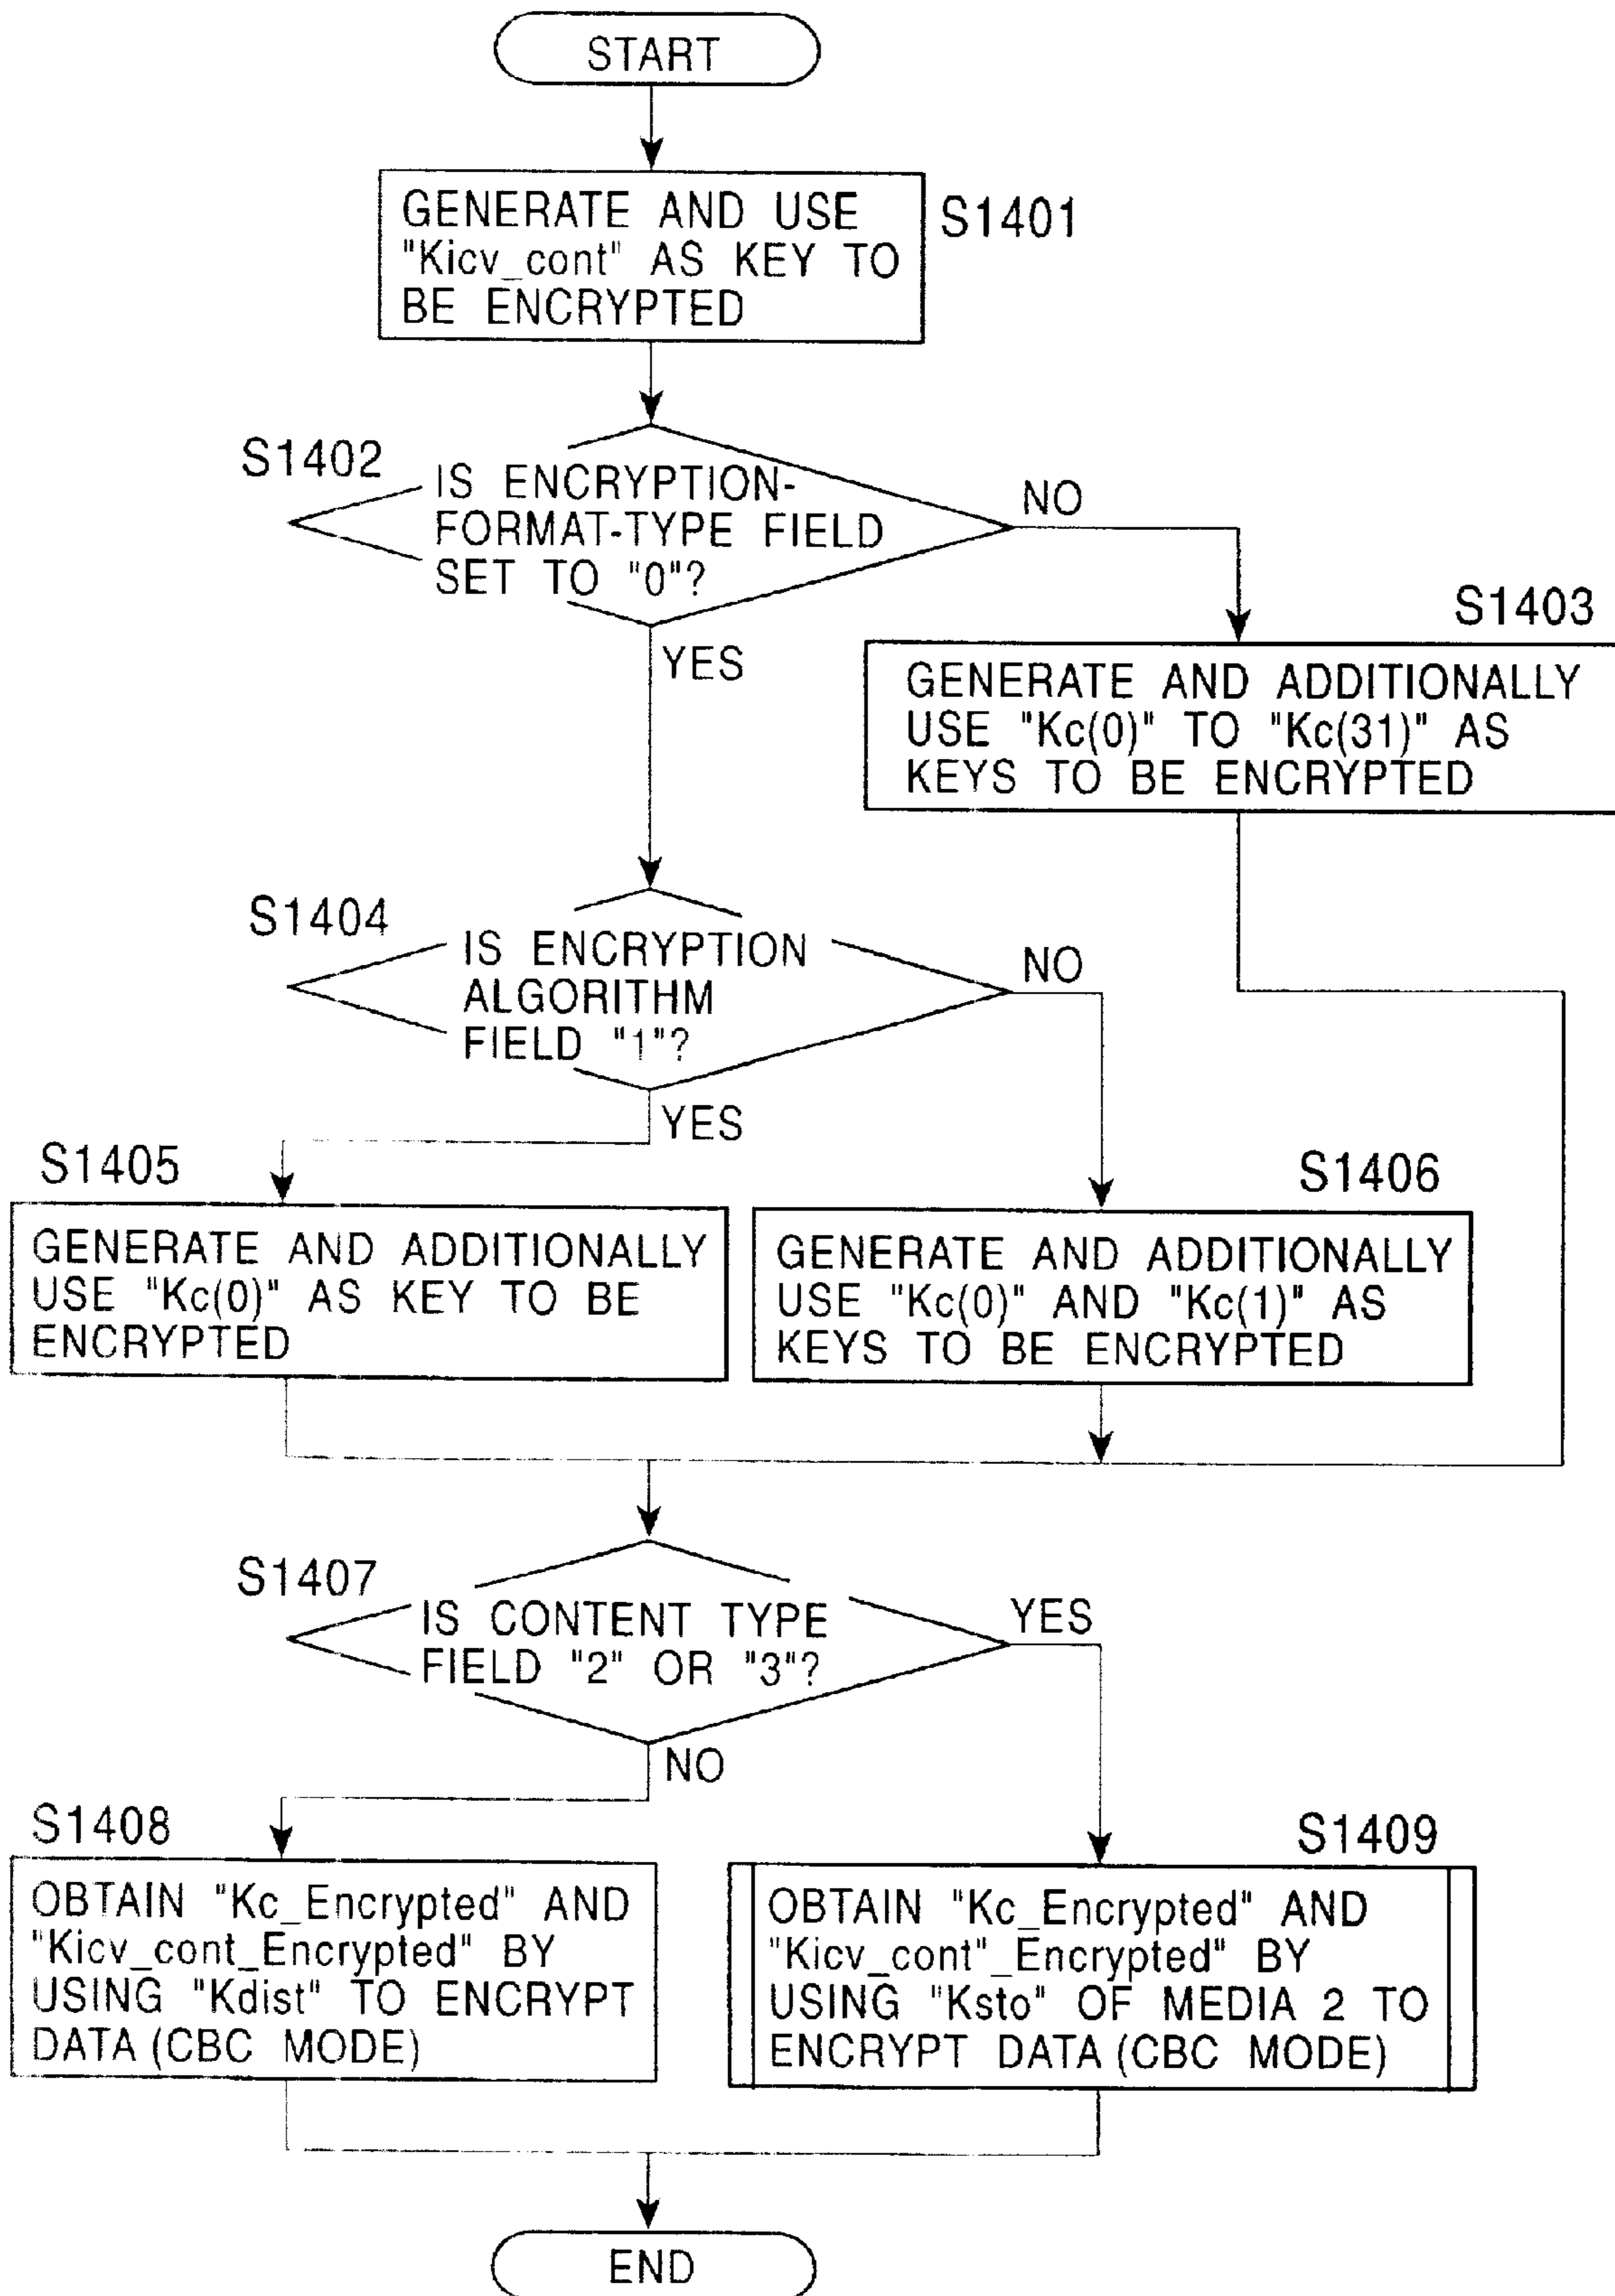 START
GENERATE AND USE
"Kicv_cont" AS KEY TO
BE ENCRYPTED
S1401
S1402
IS ENCRYPTION-
FORMAT-TYPE FIELD
SET TO "0"?
NO
YES
S1403
GENERATE AND ADDITIONALLY
USE "Kc(0)" TO "Kc(31)" AS
KEYS TO BE ENCRYPTED
S1404
IS ENCRYPTION
ALGORITHM
FIELD "1"?
NO
YES
S1405
GENERATE AND ADDITIONALLY
USE "Kc(0)" AS KEY TO BE
ENCRYPTED
S1406
GENERATE AND ADDITIONALLY
USE "Kc(0)" AND "Kc(1)" AS
KEYS TO BE ENCRYPTED
S1407
IS CONTENT TYPE
FIELD "2" OR "3"?
YES
NO
S1408
OBTAIN "Kc_Encrypted" AND
"Kicv_cont_Encrypted" BY
USING "Kdist" TO ENCRYPT
DATA (CBC MODE)
S1409
OBTAIN "Kc_Encrypted" AND
"Kicv_cont"_Encrypted" BY
USING "Ksto" OF MEDIA 2 TO
ENCRYPT DATA (CBC MODE)
END